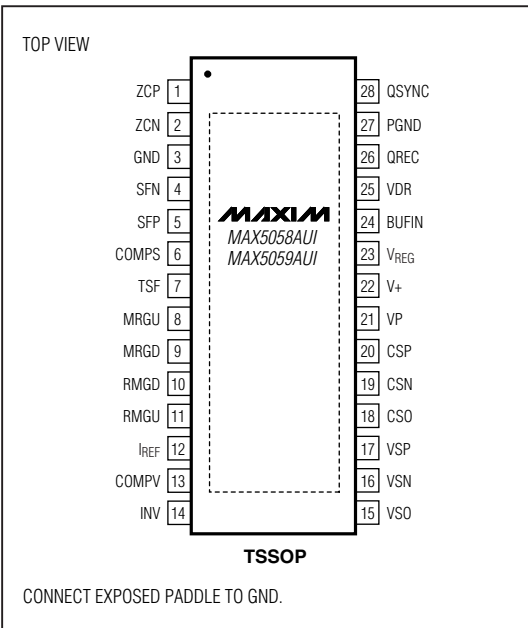 TOP VIEW
ZCP 1
ZCN 2
GND 3
SFN 4
SFP 5
COMPS 6
TSF 7
MRGU 8
MRGD 9
RMGD 10
RMGU 11
IREF 12
COMPV 13
INV 14
MAXIM
MAX5058AUI
MAX5059AUI
28 QSYNC
27 PGND
26 QREC
25 VDR
24 BUFIN
23 VREG
22 V+
21 VP
20 CSP
19 CSN
18 CSO
17 VSP
16 VSN
15 VSO
TSSOP
CONNECT EXPOSED PADDLE TO GND.